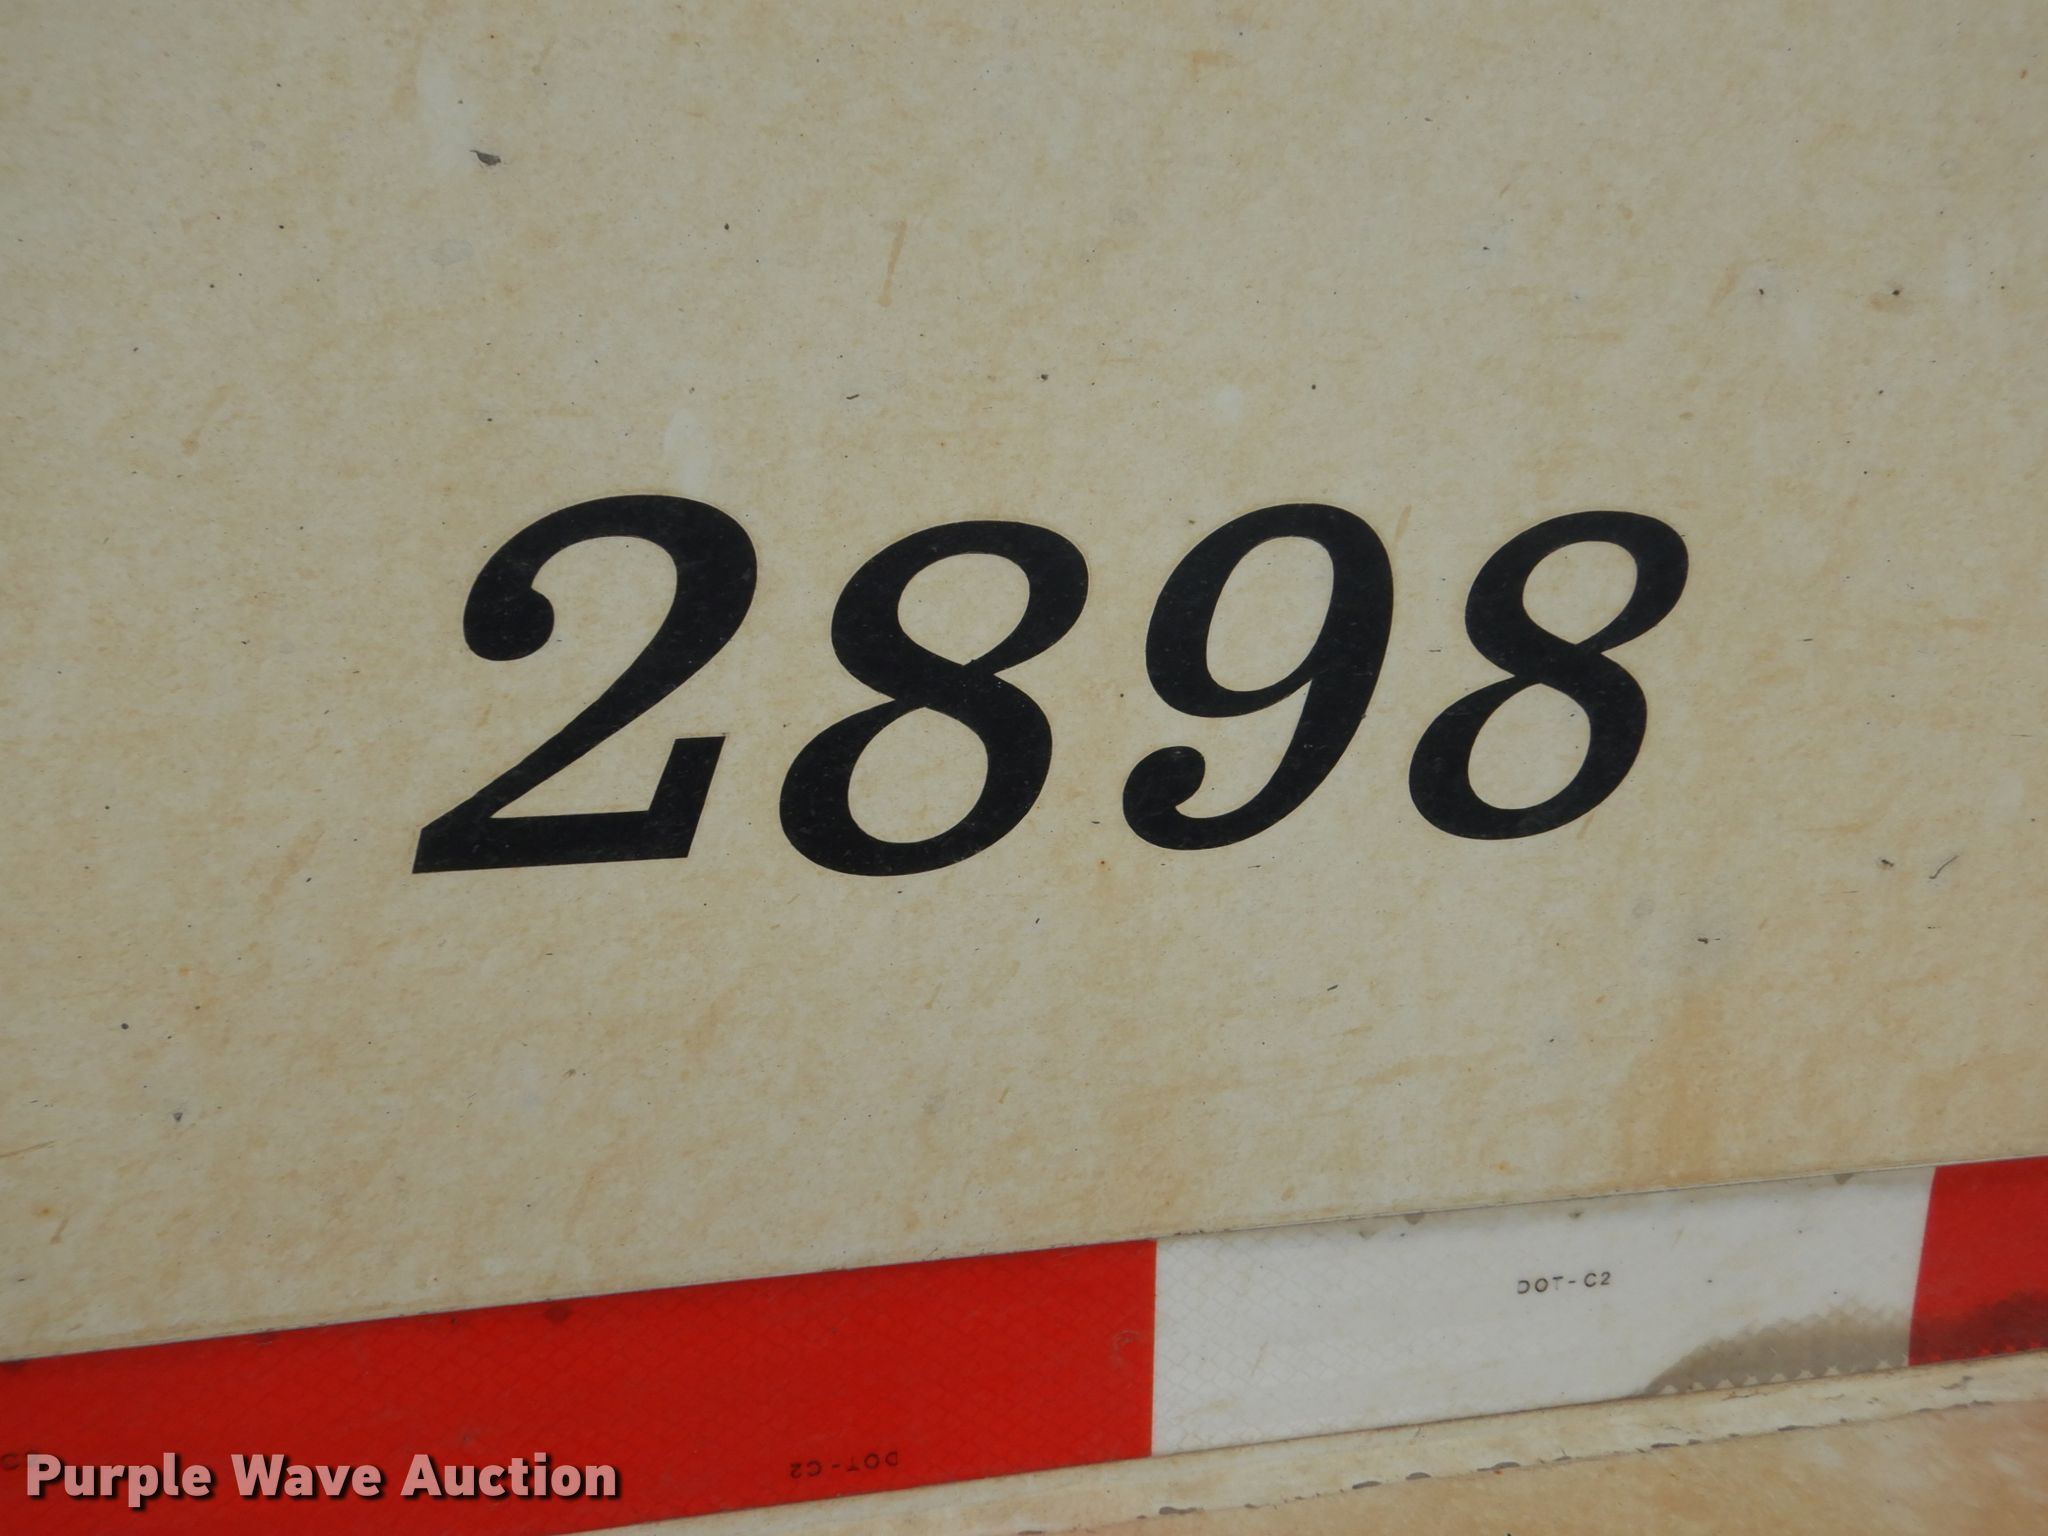 2898
DOT-C2
DOT-C2
Purple Wave Auction